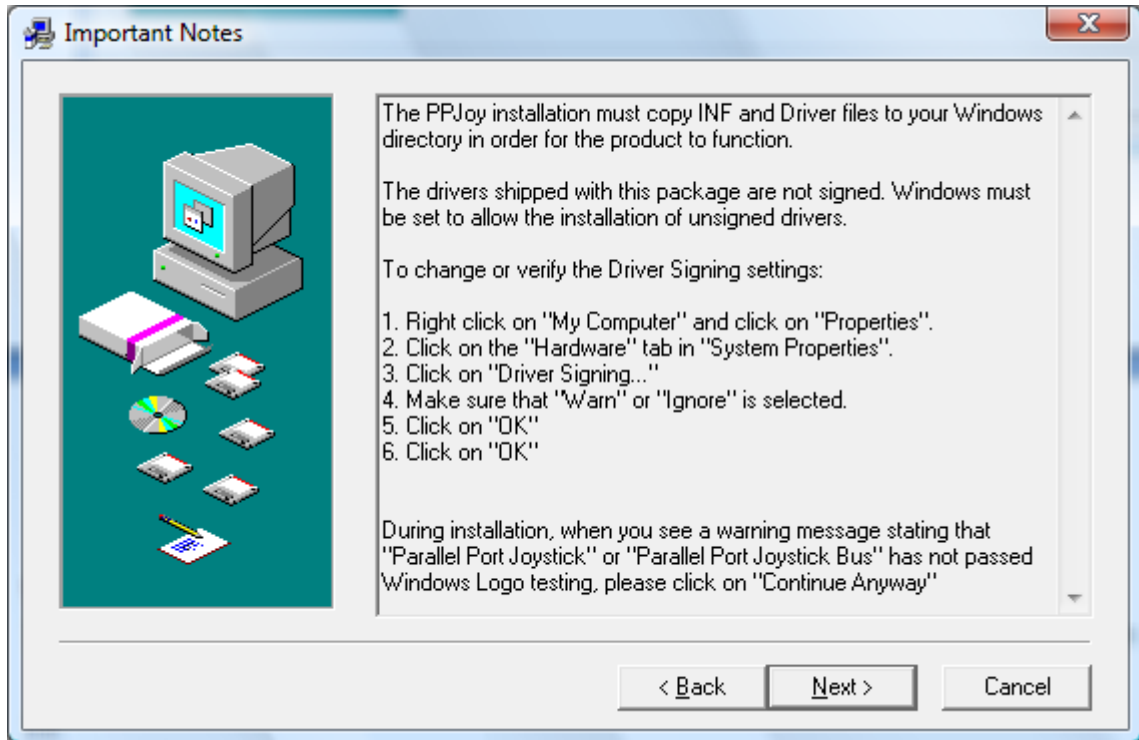 Important Notes
The PPJoy installation must copy INF and Driver files to your Windows
directory in order for the product to function.
The drivers shipped with this package are not signed. Windows must
be set to allow the installation of unsigned drivers.
To change or verify the Driver Signing settings:
1. Right click on "My Computer" and click on "Properties".
2. Click on the "Hardware" tab in "System Properties".
3. Click on "Driver Signing..."
4. Make sure that "Warn" or "Ignore" is selected.
5. Click on "OK"
6. Click on "OK"
During installation, when you see a warning message stating that
"Parallel Port Joystick" or "Parallel Port Joystick Bus" has not passed
Windows Logo testing, please click on "Continue Anyway"
< Back Next > Cancel